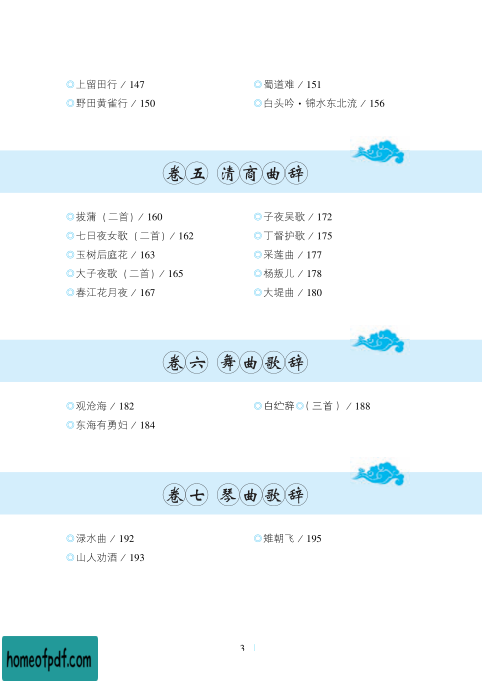 ◎上留田行 / 147
◎野田黄雀行 / 150
◎蜀道难 / 151
◎白头吟·锦水东北流 / 156
卷五 清商曲辞
◎拔蒲（二首）/ 160
◎七日夜女歌（二首）/ 162
◎玉树后庭花 / 163
◎大子夜歌（二首）/ 165
◎春江花月夜 / 167
◎子夜吴歌 / 172
◎丁督护歌 / 175
◎采莲曲 / 177
◎杨叛儿 / 178
◎大堤曲 / 180
卷六 舞曲歌辞
◎观沧海 / 182
◎东海有勇妇 / 184
◎白纻辞◎（三首）/ 188
卷七 琴曲歌辞
◎渌水曲 / 192
◎山人劝酒 / 193
◎雉朝飞 / 195
3
homeofpdf.com